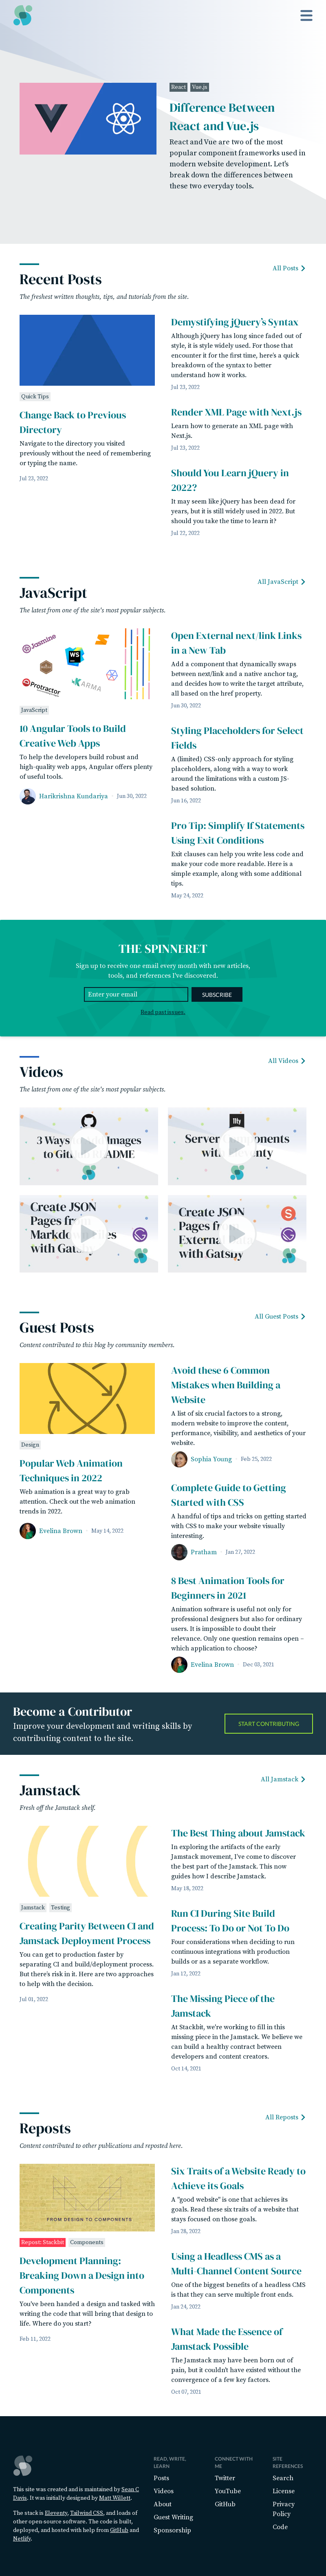 React Vue.js
Difference Between
React and Vue.js
React and Vue are two of the most
popular component frameworks used in
modern website development. Let's
break down the differences between
these two everyday tools.
All Posts
Recent Posts
The freshest written thoughts, tips, and tutorials from the site.
Quick Tips
Change Back to Previous
Directory
Navigate to the directory you visited
previously without the need of remembering
or typing the name.
Jul 23, 2022
Demystifying jQuery's Syntax
Although jQuery has long since faded out of
style, it is still widely used. For those that
encounter it for the first time, here's a quick
breakdown of the syntax to better
understand how it works.
Jul 23, 2022
Render XML Page with Next.js
Learn how to generate an XML page with
Next.js.
Jul 23, 2022
Should You Learn jQuery in
2022?
It may seem like jQuery has been dead for
years, but it is still widely used in 2022. But
should you take the time to learn it?
Jul 22, 2022
All JavaScript
JavaScript
The latest from one of the site's most popular subjects.
Jasmine
WS
Protractor
KARMA
JavaScript
10 Angular Tools to Build
Creative Web Apps
To help the developers build robust and
high-quality web apps, Angular offers plenty
of useful tools.
Harikrishna Kundariya · Jun 30, 2022
Open External next/link Links
in a New Tab
Add a component that dynamically swaps
between next/link and a native anchor tag,
and decides how to write the target attribute,
all based on the href property.
Jun 30, 2022
Styling Placeholders for Select
Fields
A (limited) CSS-only approach for styling
placeholders, along with a way to work
around the limitations with a custom JS-
based solution.
Jun 16, 2022
Pro Tip: Simplify If Statements
Using Exit Conditions
Exit clauses can help you write less code and
make your code more readable. Here is a
simple example, along with some additional
tips.
May 24, 2022
THE SPINNERET
Sign up to receive one email every month with new articles,
tools, and references I've discovered.
Enter your email
SUBSCRIBE
Read past issues.
All Videos
Videos
The latest from one of the site's most popular subjects.
3 Ways
Images
to Git
ADME
Server
ponents
with
enty
Create JSON
Pages fr
Markdo
es
with Gatsby
Create JSON
Pages f
Externa
with Gatsby
All Guest Posts
Guest Posts
Content contributed to this blog by community members.
Design
Popular Web Animation
Techniques in 2022
Web animation is a great way to grab
attention. Check out the web animation
trends in 2022.
Evelina Brown · May 14, 2022
Avoid these 6 Common
Mistakes when Building a
Website
A list of six crucial factors to a strong,
modern website to improve the content,
performance, visibility, and aesthetics of your
website.
Sophia Young · Feb 25, 2022
Complete Guide to Getting
Started with CSS
A handful of tips and tricks on getting started
with CSS to make your website visually
interesting.
Pratham · Jan 27, 2022
8 Best Animation Tools for
Beginners in 2021
Animation software is useful not only for
professional designers but also for ordinary
users. It is impossible to doubt their
relevance. Only one question remains open –
which application to choose?
Evelina Brown · Dec 03, 2021
Become a Contributor
Improve your development and writing skills by
contributing content to the site.
START CONTRIBUTING
All Jamstack
Jamstack
Fresh off the Jamstack shelf.
Jamstack Testing
Creating Parity Between CI and
Jamstack Deployment Process
You can get to production faster by
separating CI and build/deployment process.
But there's risk in it. Here are two approaches
to help with the decision.
Jul 01, 2022
The Best Thing about Jamstack
In exploring the artifacts of the early
Jamstack movement, I've come to discover
the best part of the Jamstack. This now
guides how I describe Jamstack.
May 18, 2022
Run CI During Site Build
Process: To Do or Not To Do
Four considerations when deciding to run
continuous integrations with production
builds or as a separate workflow.
Jan 12, 2022
The Missing Piece of the
Jamstack
At Stackbit, we're working to fill in this
missing piece in the Jamstack. We believe we
can build a healthy contract between
developers and content creators.
Oct 14, 2021
All Reposts
Reposts
Content contributed to other publications and reposted here.
FROM DESIGN TO COMPONENTS
Repost: Stackbit Components
Development Planning:
Breaking Down a Design into
Components
You've been handed a design and tasked with
writing the code that will bring that design to
life. Where do you start?
Feb 11, 2022
Six Traits of a Website Ready to
Achieve its Goals
A "good website" is one that achieves its
goals. Read these six traits of a website that
stays focused on those goals.
Jan 28, 2022
Using a Headless CMS as a
Multi-Channel Content Source
One of the biggest benefits of a headless CMS
is that they can serve multiple front ends.
Jan 24, 2022
What Made the Essence of
Jamstack Possible
The Jamstack may have been born out of
pain, but it couldn't have existed without the
convergence of a few key factors.
Oct 07, 2021
This site was created and is maintained by Sean C
Davis. It was initially designed by Matt Willett.
The stack is Eleventy, Tailwind CSS, and loads of
other open-source software. The code is built,
deployed, and hosted with help from GitHub and
Netlify.
READ, WRITE,
LEARN
Posts
Videos
About
Guest Writing
Sponsorship
CONNECT WITH
ME
Twitter
YouTube
GitHub
SITE
REFERENCES
Search
License
Privacy
Policy
Code